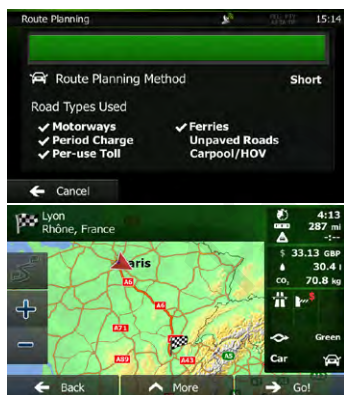 Route Planning
15:14
Route Planning Method Short
Road Types Used
Motorways
Ferries
Period Charge
Unpaved Roads
Per-use Toll
Carpool/HOV
Cancel
Lyon
Rhône, France
4:13
287 mi
-:--
$ 33.13 GBP
30.4 l
CO₂ 70.8 kg
$
Green
Car
aris
A5
A6
A71
A89
A43
A5
Back
More
Go!